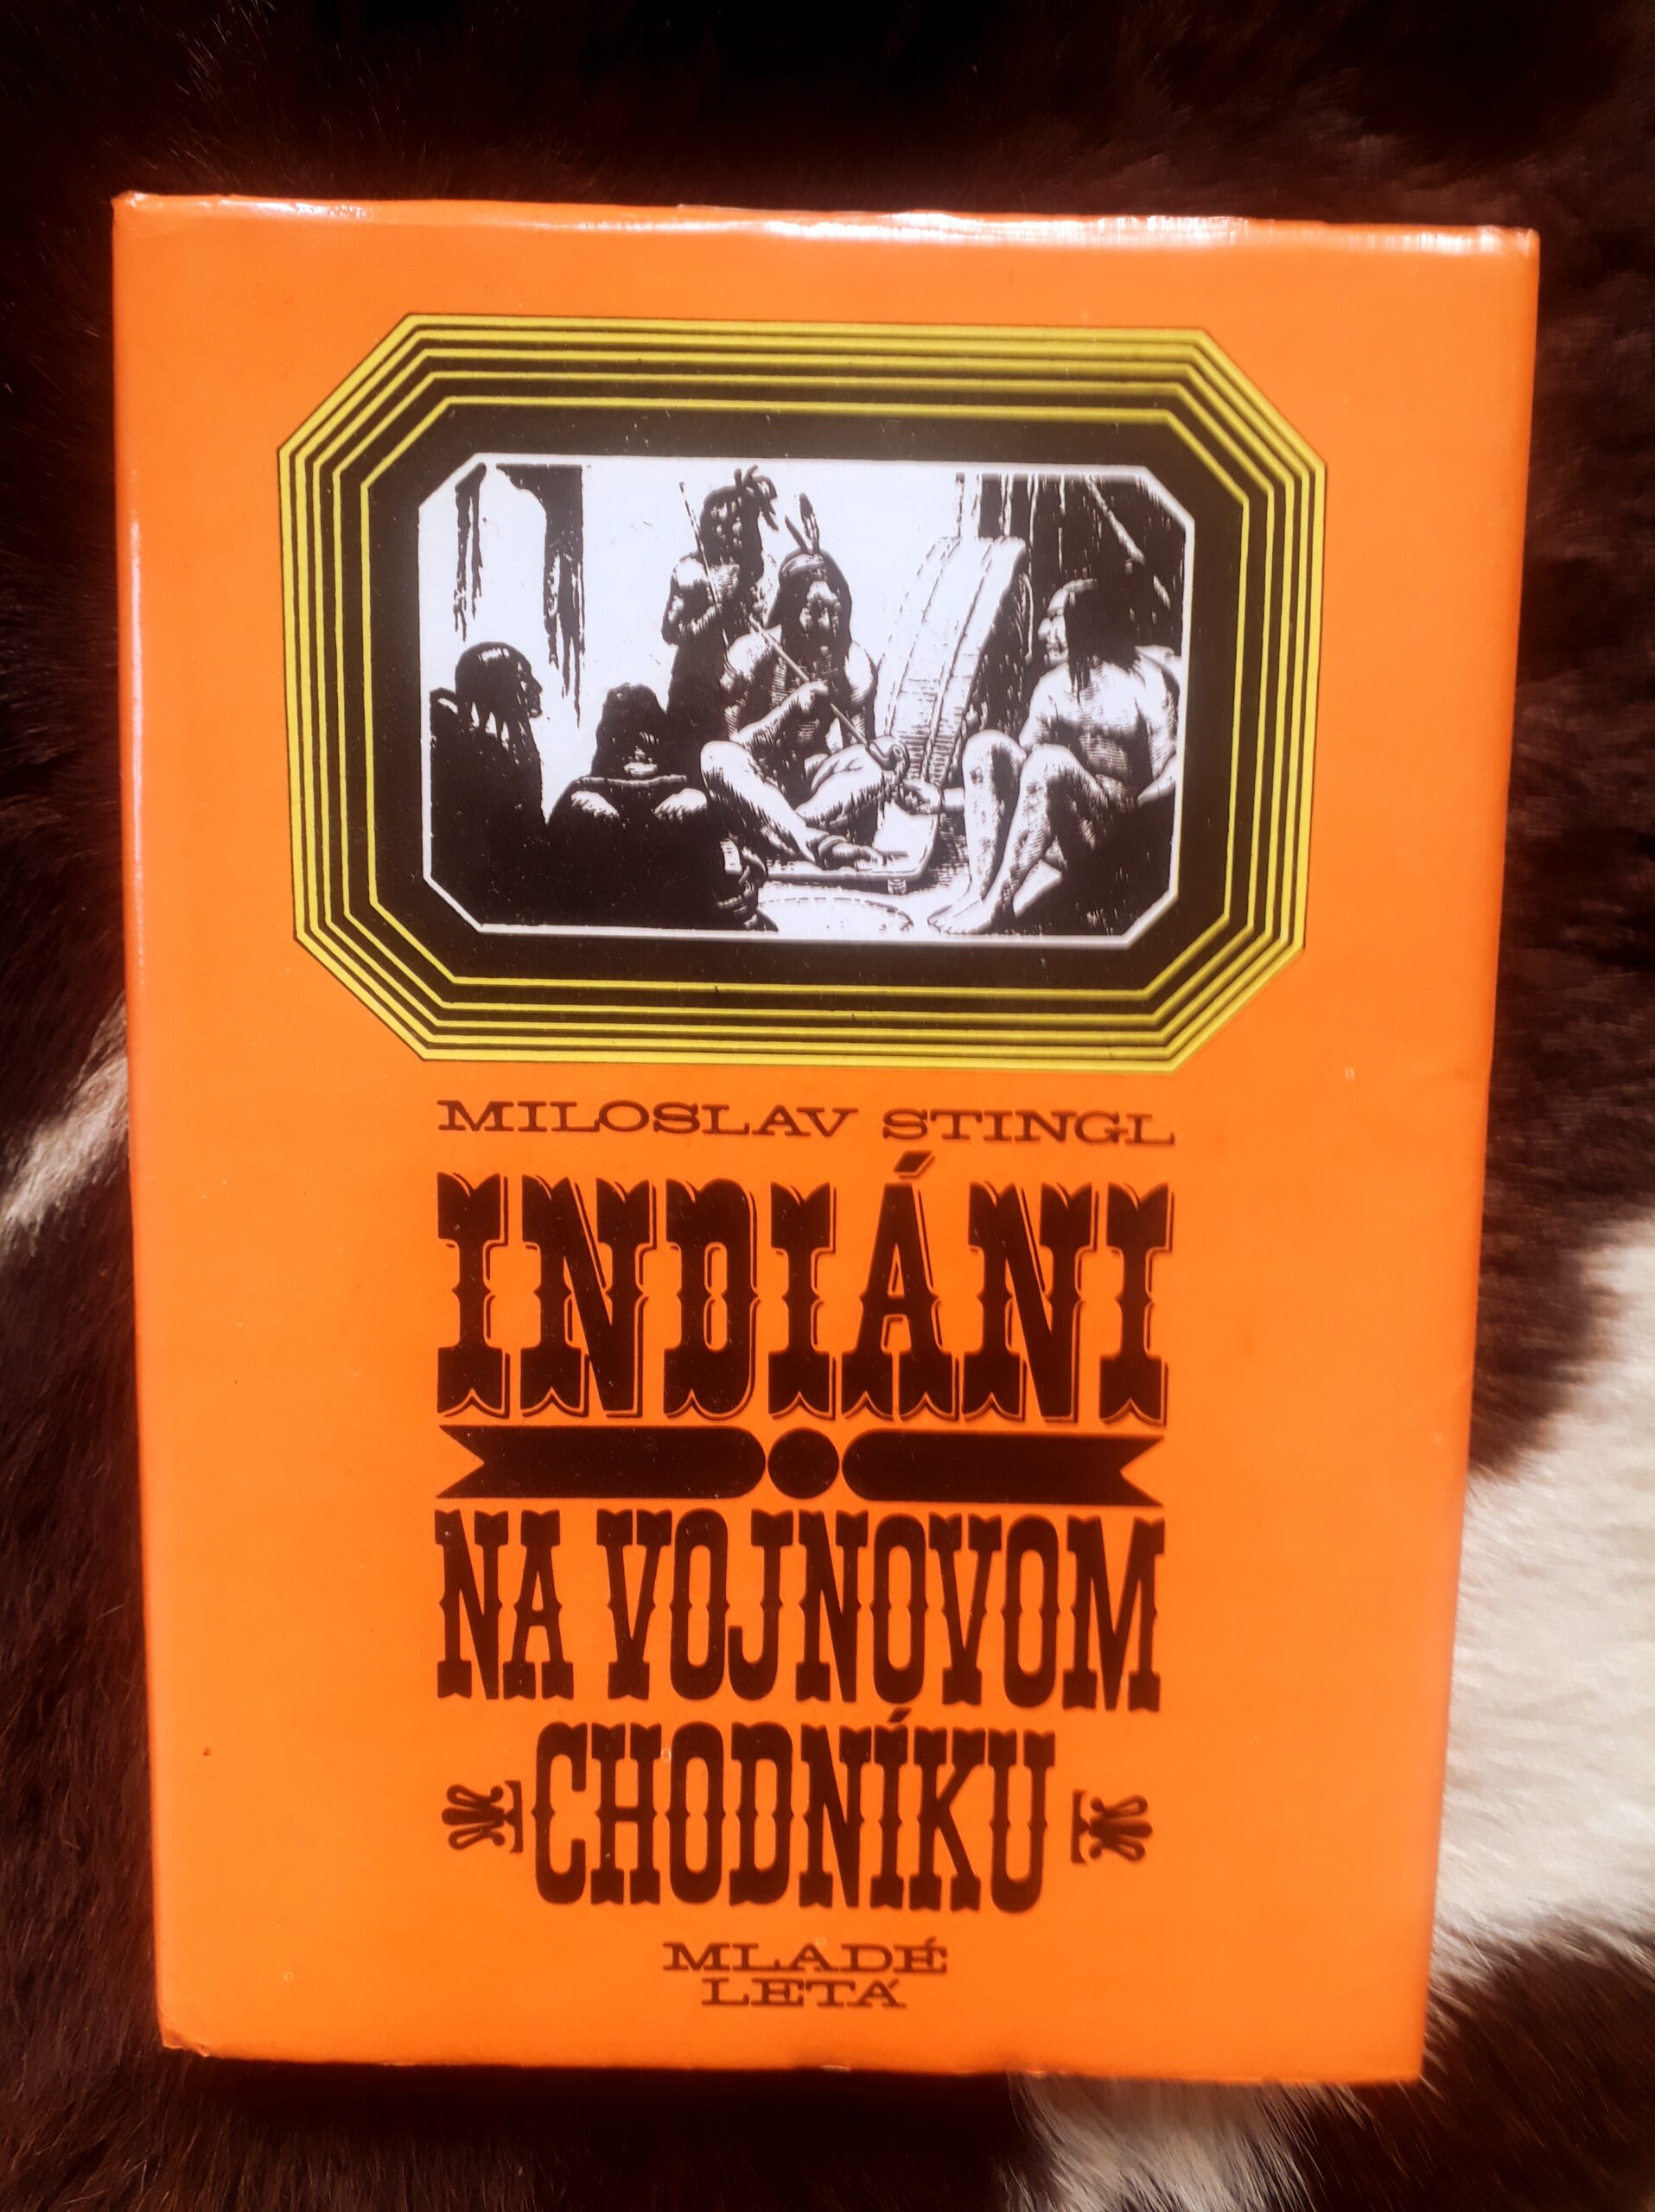 MILOSLAV STINGL
INDIÁNI
NA VOJNOVOM
CHODNÍKU
MLADÉ
LETÁ